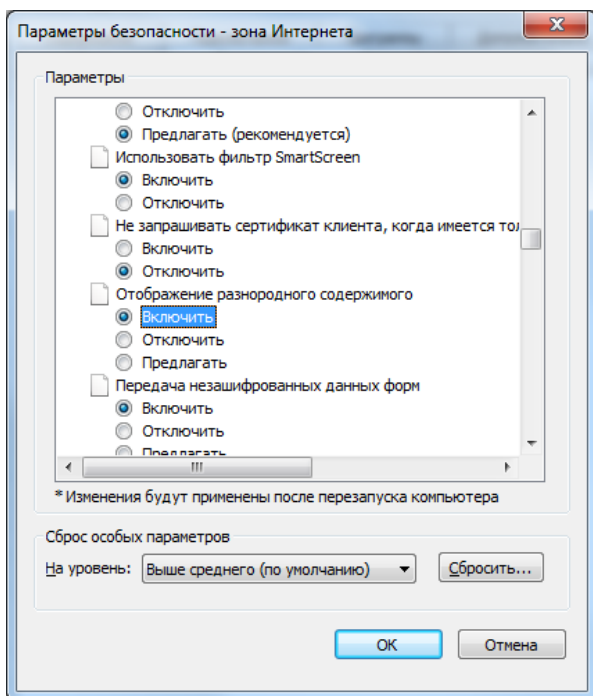 Параметры безопасности - зона Интернета
Параметры
Отключить
Предлагать (рекомендуется)
Использовать фильтр SmartScreen
Включить
Отключить
Не запрашивать сертификат клиента, когда имеется тол
Включить
Отключить
Отображение разнородного содержимого
Включить
Отключить
Предлагать
Передача незашифрованных данных форм
Включить
Отключить
Предлагать
* Изменения будут применены после перезапуска компьютера
Сброс особых параметров
На уровень: Выше среднего (по умолчанию) Сбросить...
ОК Отмена